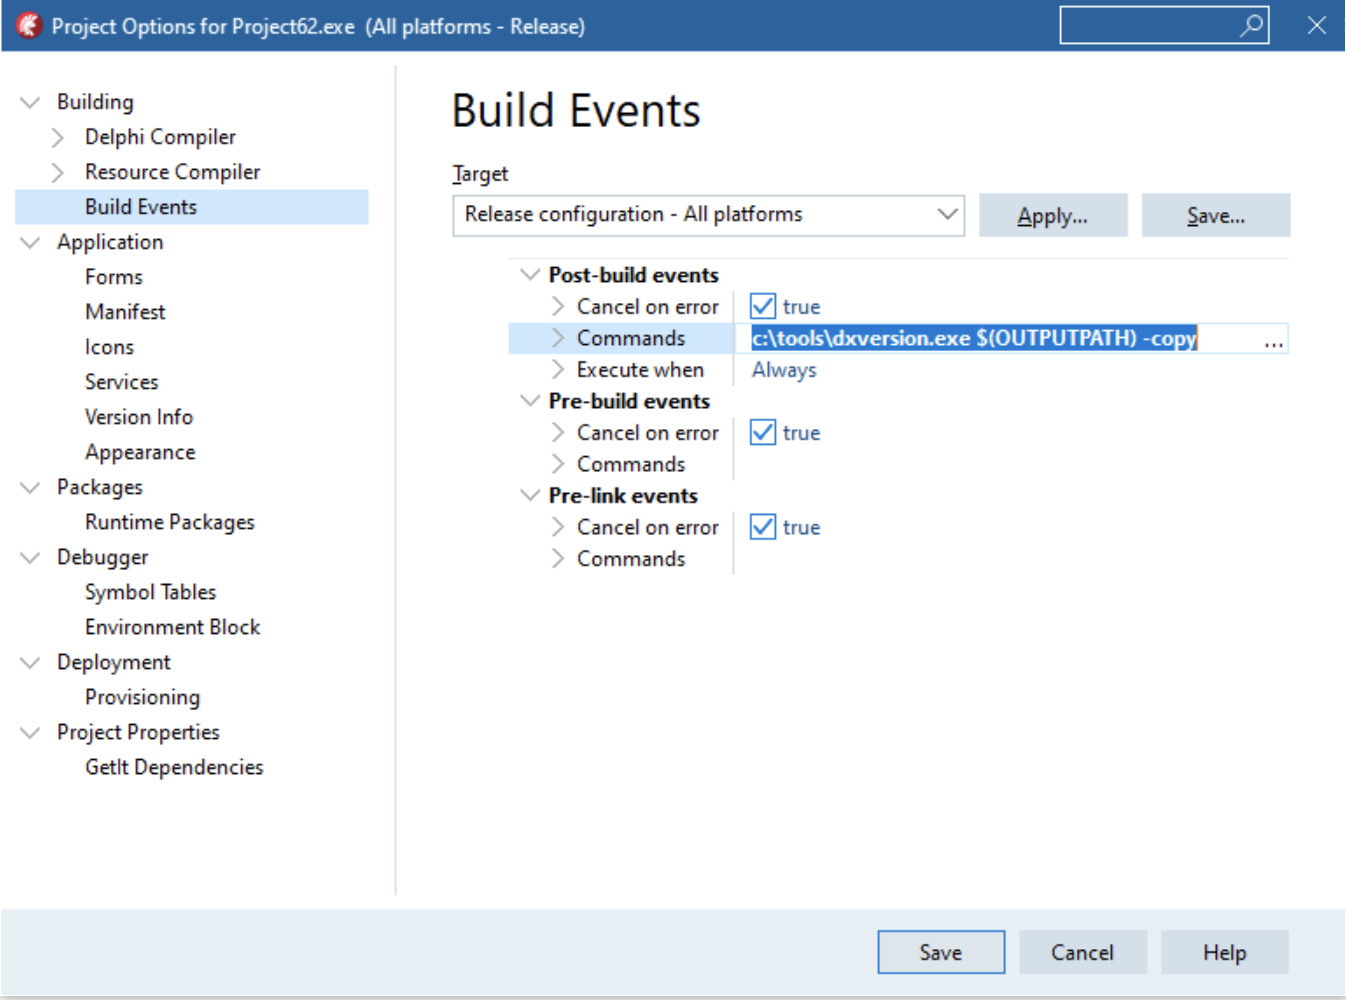 Project Options for Project62.exe (All platforms - Release)
Building
Delphi Compiler
Resource Compiler
Build Events
Application
Forms
Manifest
Icons
Services
Version Info
Appearance
Packages
Runtime Packages
Debugger
Symbol Tables
Environment Block
Deployment
Provisioning
Project Properties
GetIt Dependencies
Build Events
Target
Release configuration - All platforms
Apply...
Save...
Post-build events
Cancel on error true
Commands c:\tools\dxversion.exe $(OUTPUTPATH) -copy ...
Execute when Always
Pre-build events
Cancel on error true
Commands
Pre-link events
Cancel on error true
Commands
Save Cancel Help